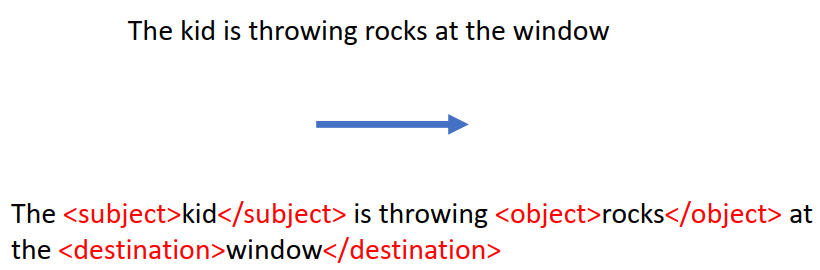 The kid is throwing rocks at the window
The <subject>kid</subject> is throwing <object>rocks</object> at
the <destination>window</destination>